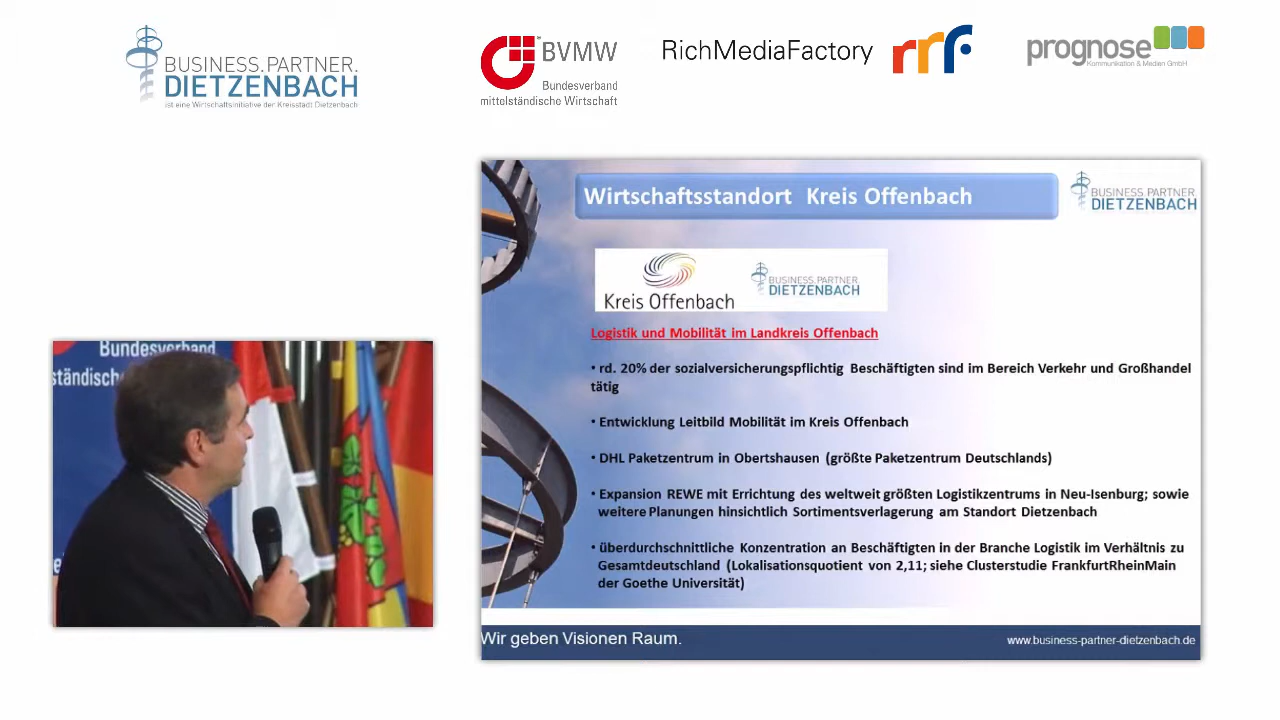 BUSINESS.PARTNER.
DIETZENBACH
ist eine Wirtschaftsinitiative der Kreisstadt Dietzenbach
BVMW
Bundesverband
mittelständische Wirtschaft
RichMediaFactory
rrf
prognose
Kommunikation & Medien GmbH
Bundesverband
ständische
Wirtschaftsstandort Kreis Offenbach
BUSINESS.PARTNER
DIETZENBACH
Kreis Offenbach
BUSINESS.PARTNER
DIETZENBACH
Logistik und Mobilität im Landkreis Offenbach
• rd. 20% der sozialversicherungspflichtig Beschäftigten sind im Bereich Verkehr und Großhandel
tätig
• Entwicklung Leitbild Mobilität im Kreis Offenbach
• DHL Paketzentrum in Obertshausen (größte Paketzentrum Deutschlands)
• Expansion REWE mit Errichtung des weltweit größten Logistikzentrums in Neu-Isenburg; sowie
weitere Planungen hinsichtlich Sortimentsverlagerung am Standort Dietzenbach
• überdurchschnittliche Konzentration an Beschäftigten in der Branche Logistik im Verhältnis zu
Gesamtdeutschland (Lokalisationsquotient von 2,11; siehe Clusterstudie FrankfurtRheinMain
der Goethe Universität)
Wir geben Visionen Raum.
www.business-partner-dietzenbach.de